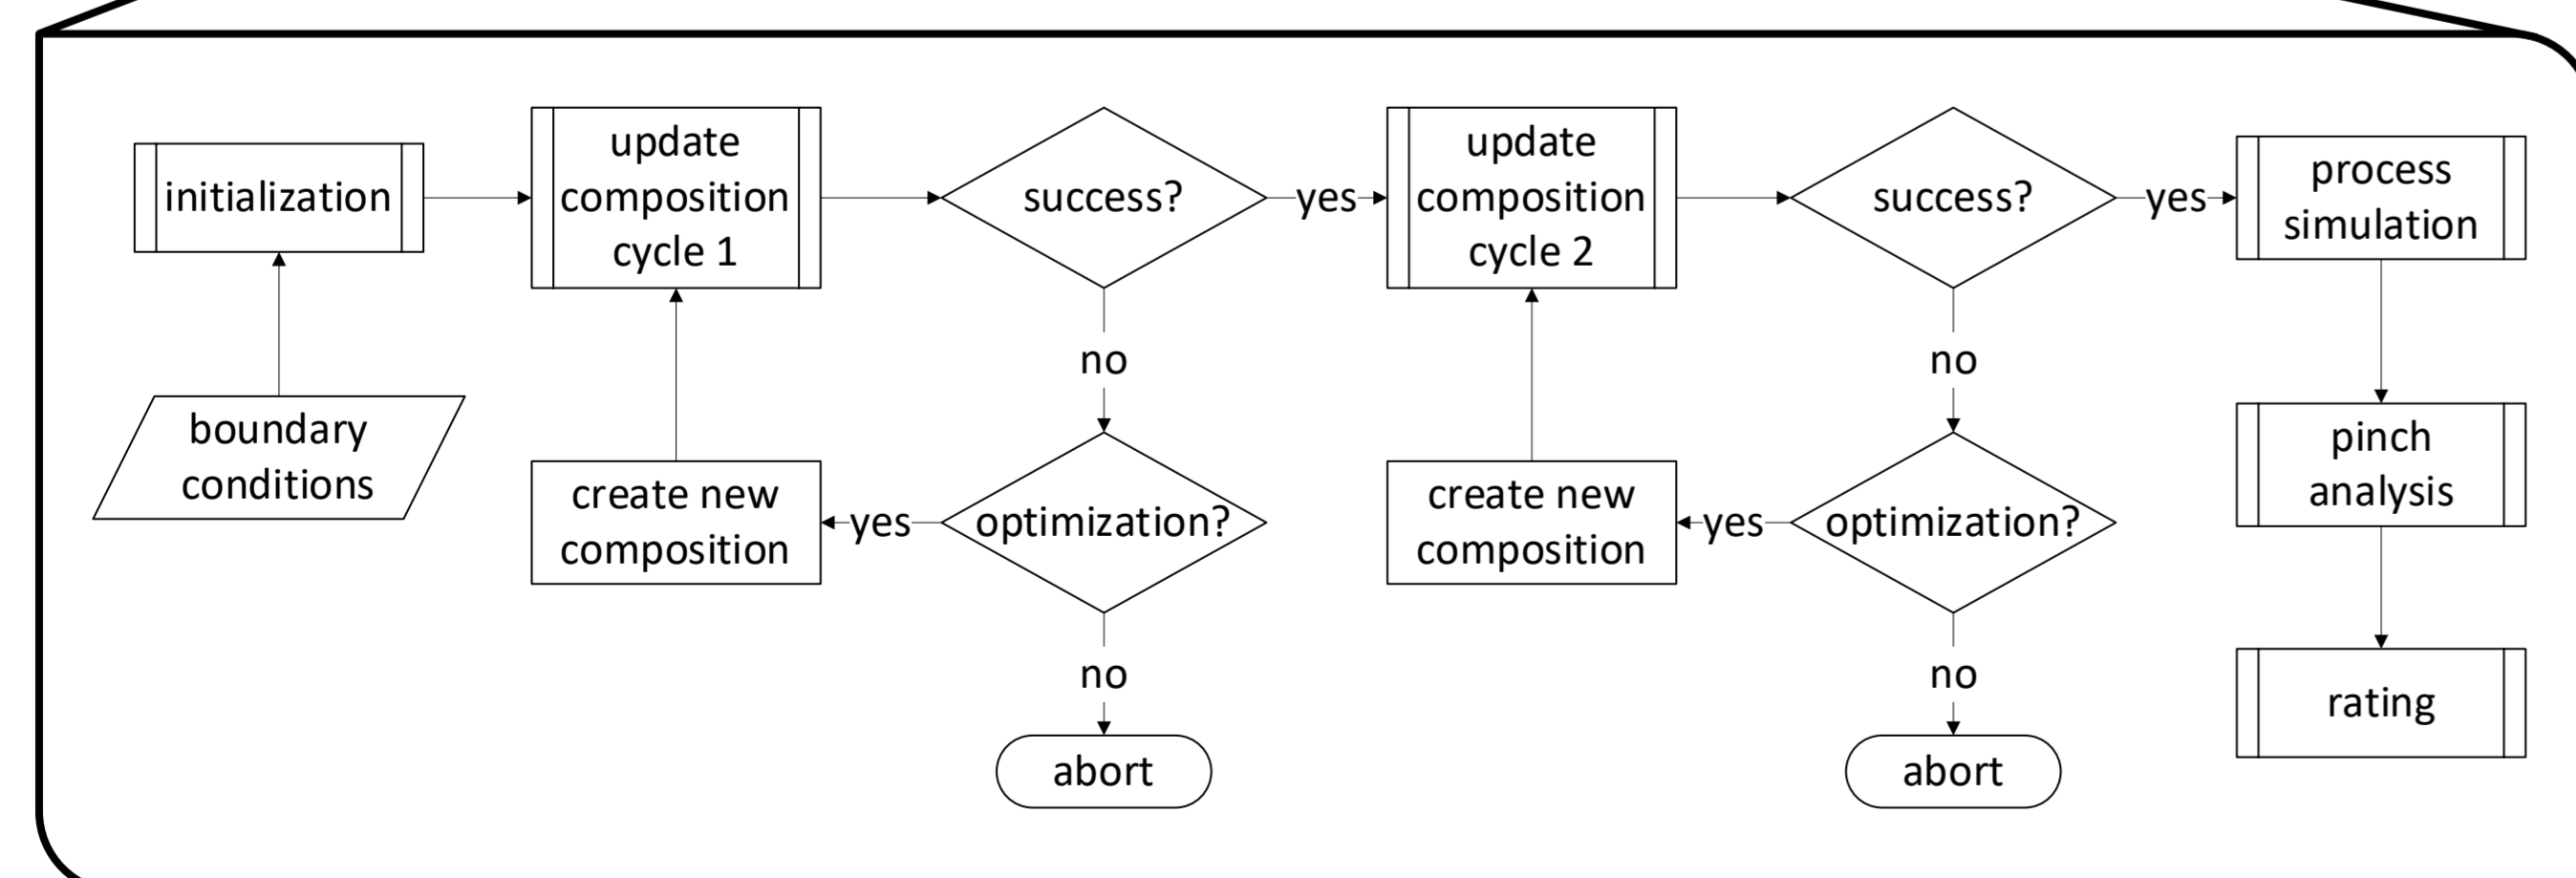 initialization
boundary
conditions
update
composition
cycle 1
success?
yes
no
optimization?
yes
create new
composition
no
abort
update
composition
cycle 2
success?
yes
no
optimization?
yes
create new
composition
no
abort
process
simulation
pinch
analysis
rating